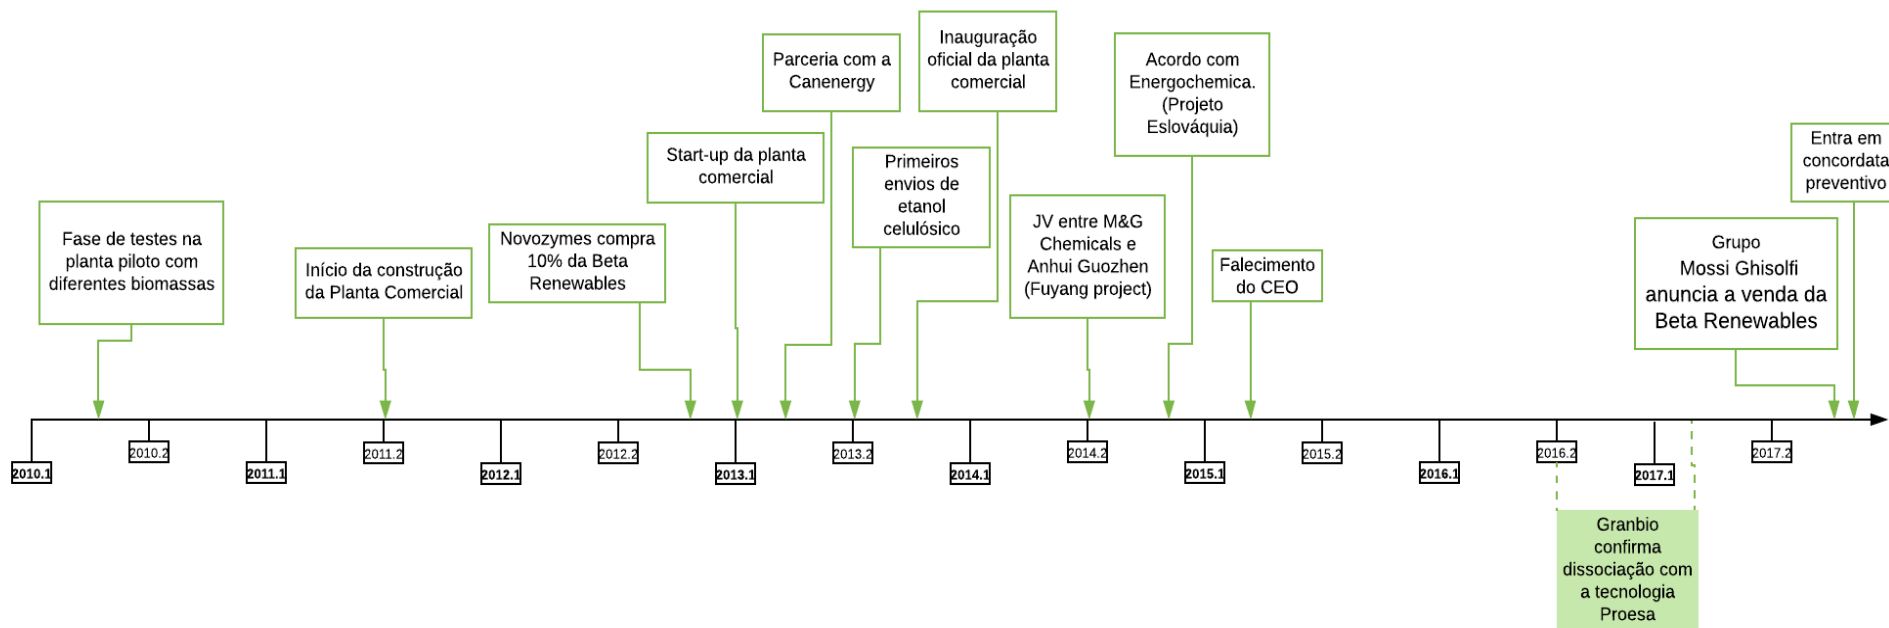 Fase de testes na
planta piloto com
diferentes biomassas
Início da construção
da Planta Comercial
Novozymes compra
10% da Beta
Renewables
Start-up da planta
comercial
Parceria com a
Canenergy
Primeiros
envios de
etanol
celulósico
Inauguração
oficial da planta
comercial
JV entre M&G
Chemicals e
Anhui Guozhen
(Fuyang project)
Acordo com
Energochemica.
(Projeto
Eslováquia)
Falecimento
do CEO
Grupo
Mossi Ghisolfi
anuncia a venda da
Beta Renewables
Entra em
concordata
preventivo
2010.1
2010.2
2011.1
2011.2
2012.1
2012.2
2013.1
2013.2
2014.1
2014.2
2015.1
2015.2
2016.1
2016.2
2017.1
2017.2
Granbio
confirma
dissociação com
a tecnologia
Proesa